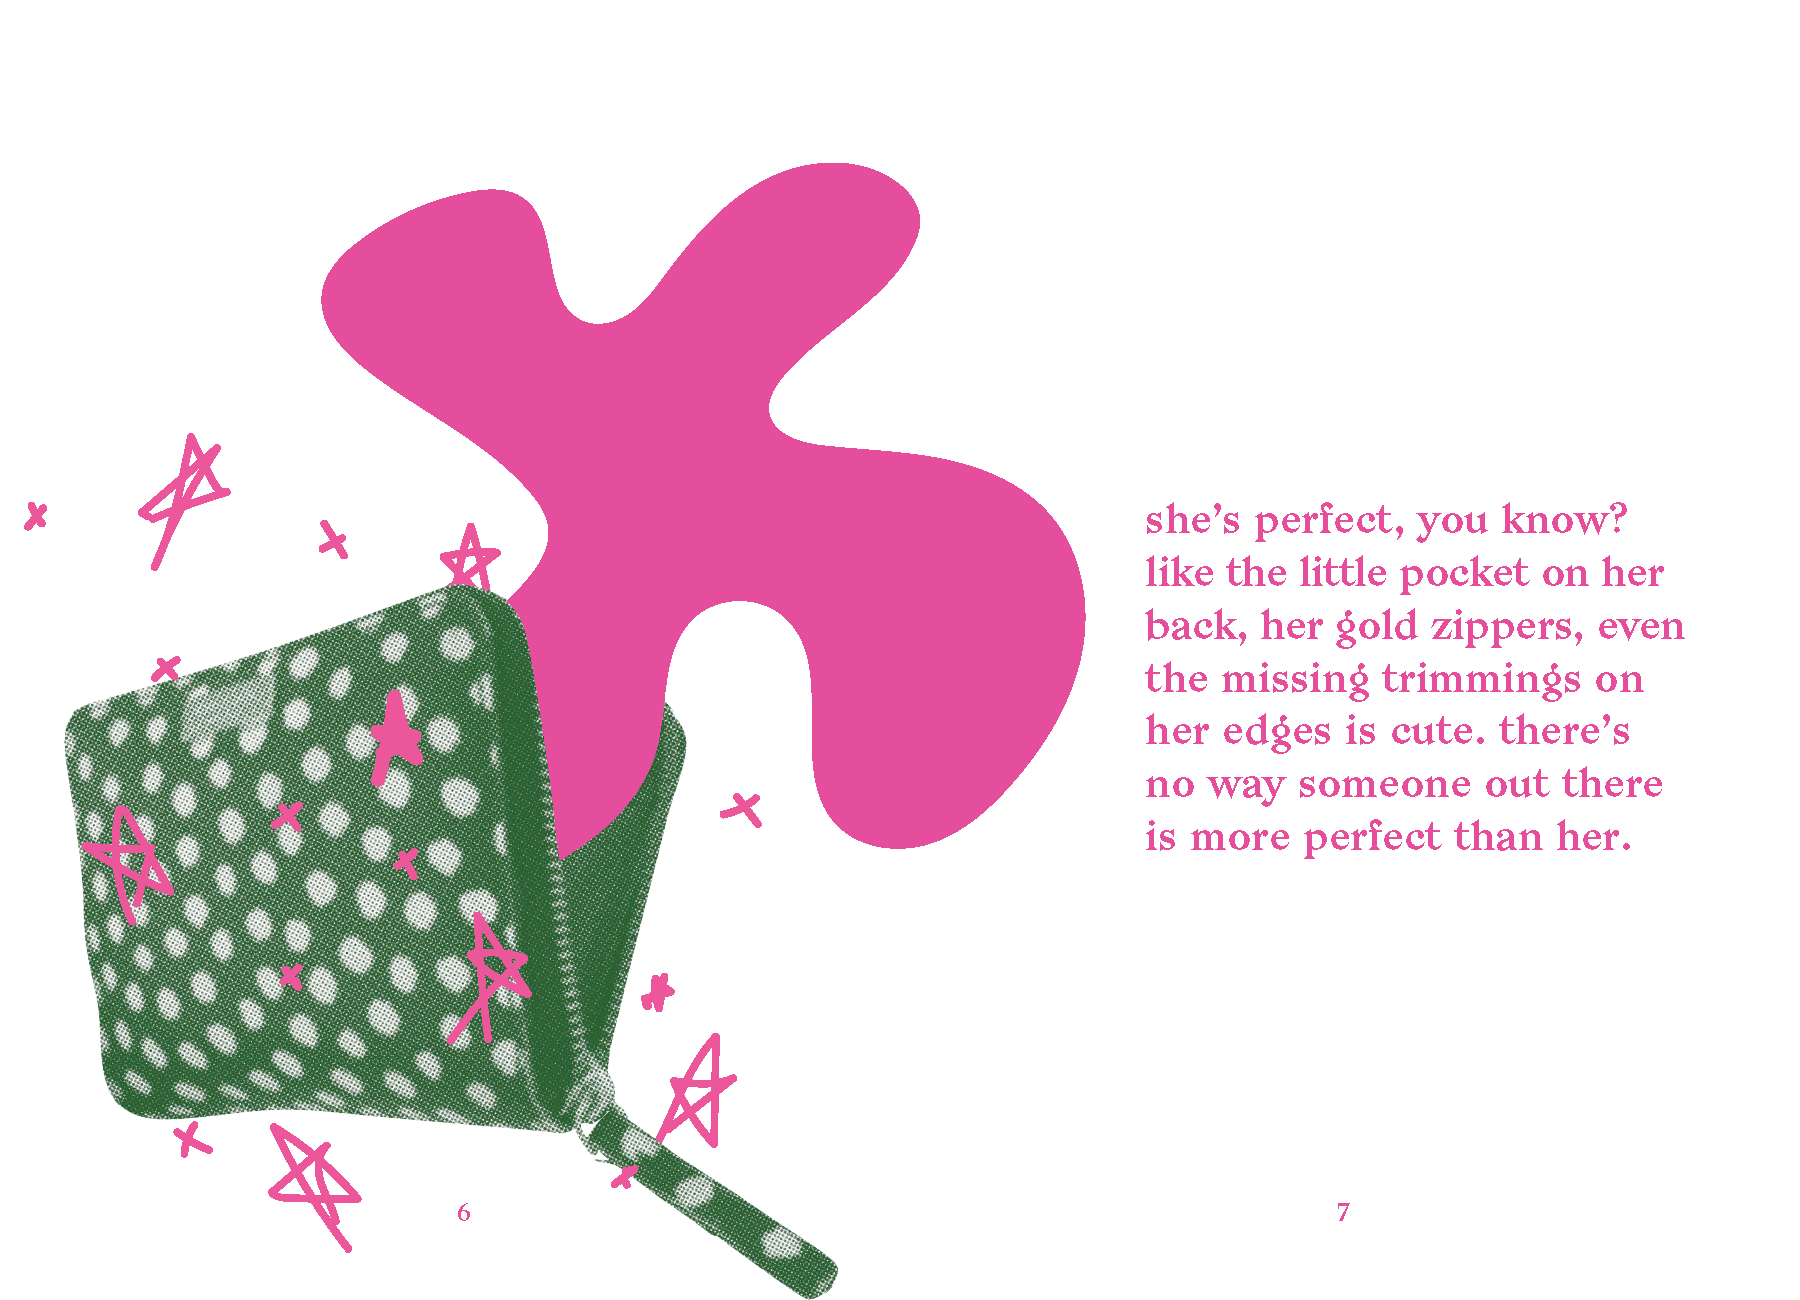 she’s perfect, you know?
like the little pocket on her
back, her gold zippers, even
the missing trimmings on
her edges is cute. there’s
no way someone out there
is more perfect than her.
6
7